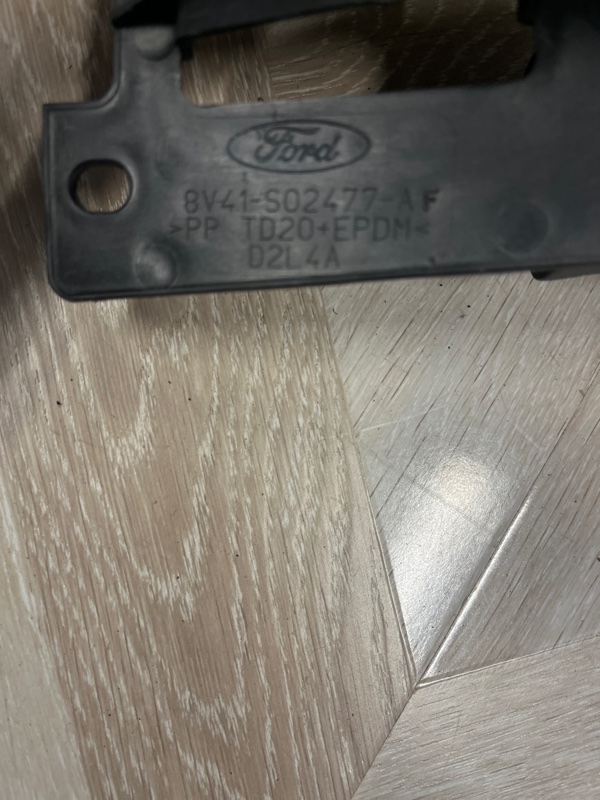 Ford
8V41-S02477-AF
>PP TD20+EPDM<
D2L4A